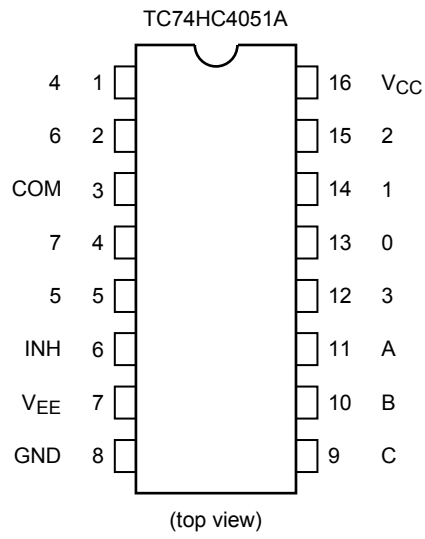 TC74HC4051A
4 1 16 VCC
6 2 15 2
COM 3 14 1
7 4 13 0
5 5 12 3
INH 6 11 A
VEE 7 10 B
GND 8 9 C
(top view)